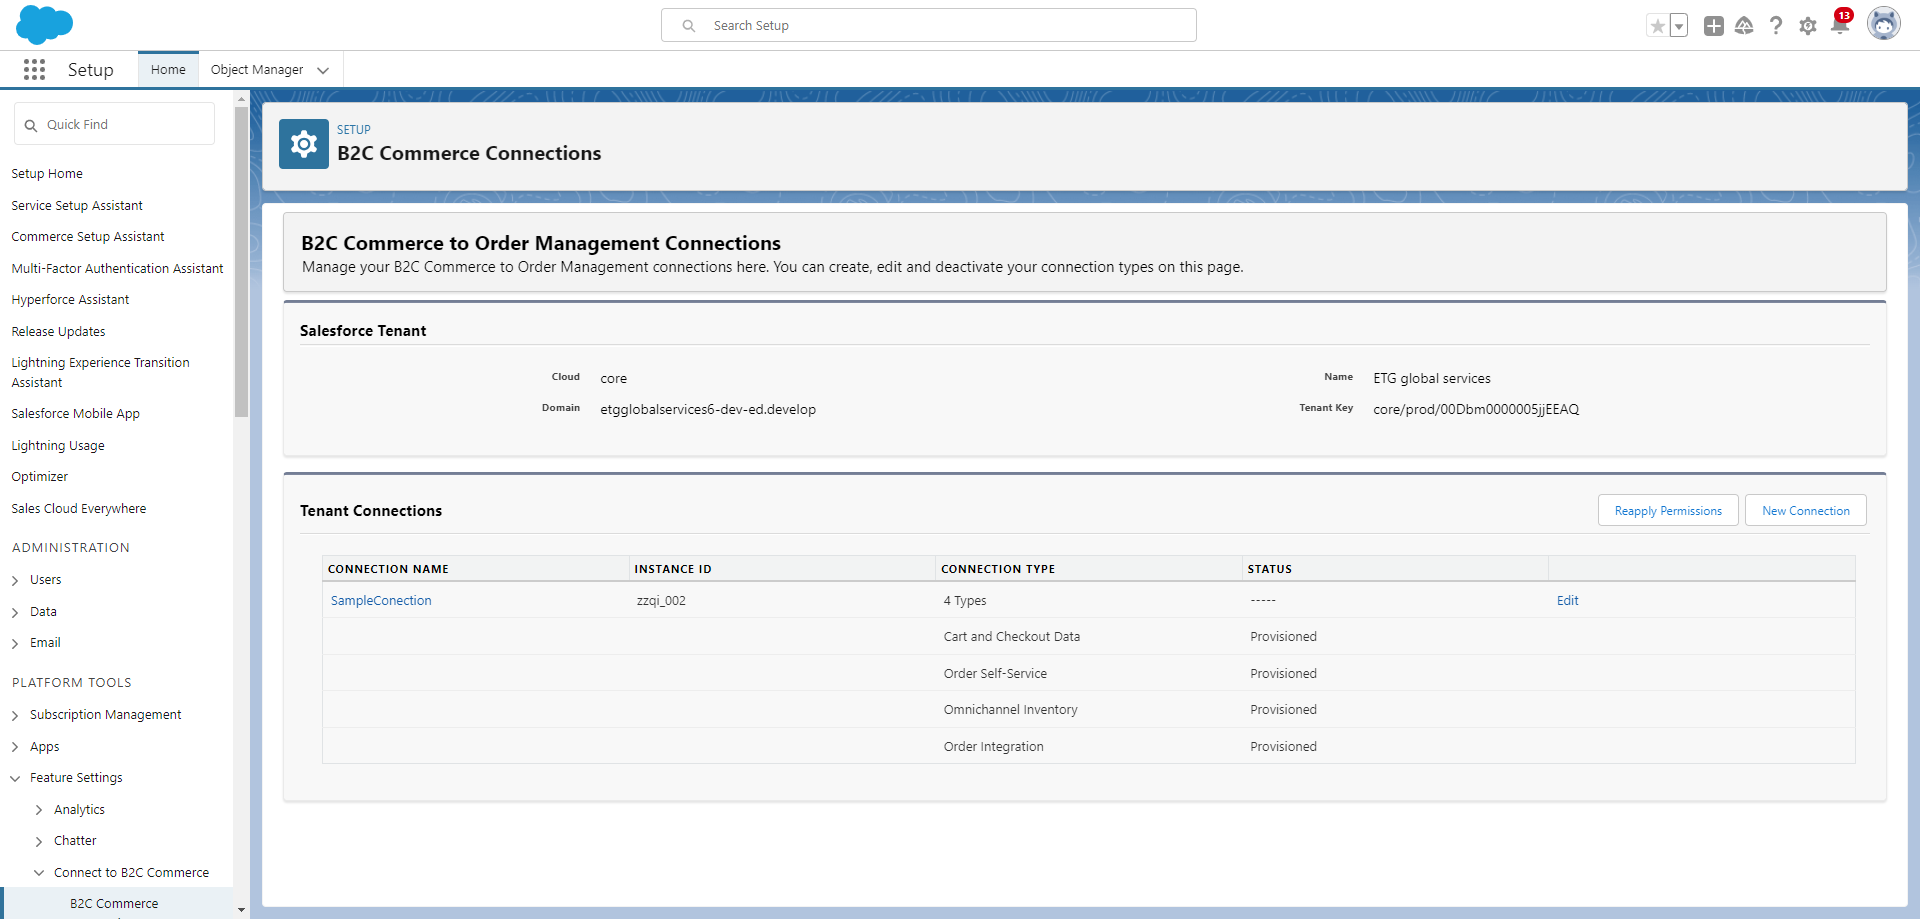 Search Setup
13
Setup
Home
Object Manager
Quick Find
Setup Home
Service Setup Assistant
Commerce Setup Assistant
Multi-Factor Authentication Assistant
Hyperforce Assistant
Release Updates
Lightning Experience Transition
Assistant
Salesforce Mobile App
Lightning Usage
Optimizer
Sales Cloud Everywhere
ADMINISTRATION
Users
Data
Email
PLATFORM TOOLS
Subscription Management
Apps
Feature Settings
Analytics
Chatter
Connect to B2C Commerce
B2C Commerce
SETUP
B2C Commerce Connections
B2C Commerce to Order Management Connections
Manage your B2C Commerce to Order Management connections here. You can create, edit and deactivate your connection types on this page.
Salesforce Tenant
Cloud core
Name ETG global services
Domain etgglobalservices6-dev-ed.develop
Tenant Key core/prod/00Dbm0000005jjEEAQ
Tenant Connections
Reapply Permissions
New Connection
CONNECTION NAME INSTANCE ID CONNECTION TYPE STATUS
SampleConection zzqi_002 4 Types ----- Edit
Cart and Checkout Data Provisioned
Order Self-Service Provisioned
Omnichannel Inventory Provisioned
Order Integration Provisioned